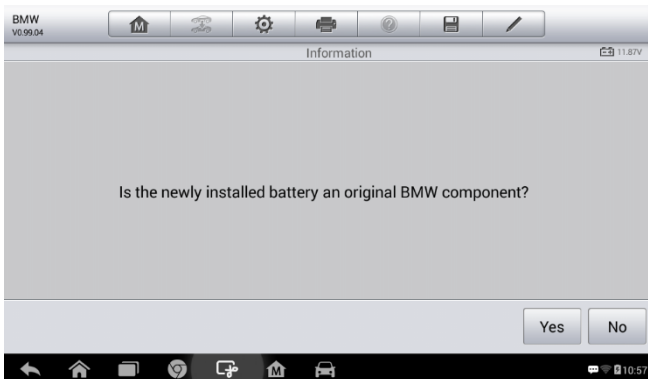 BMW
V0.99.04
Information
11.87V
Is the newly installed battery an original BMW component?
Yes
No
10:57